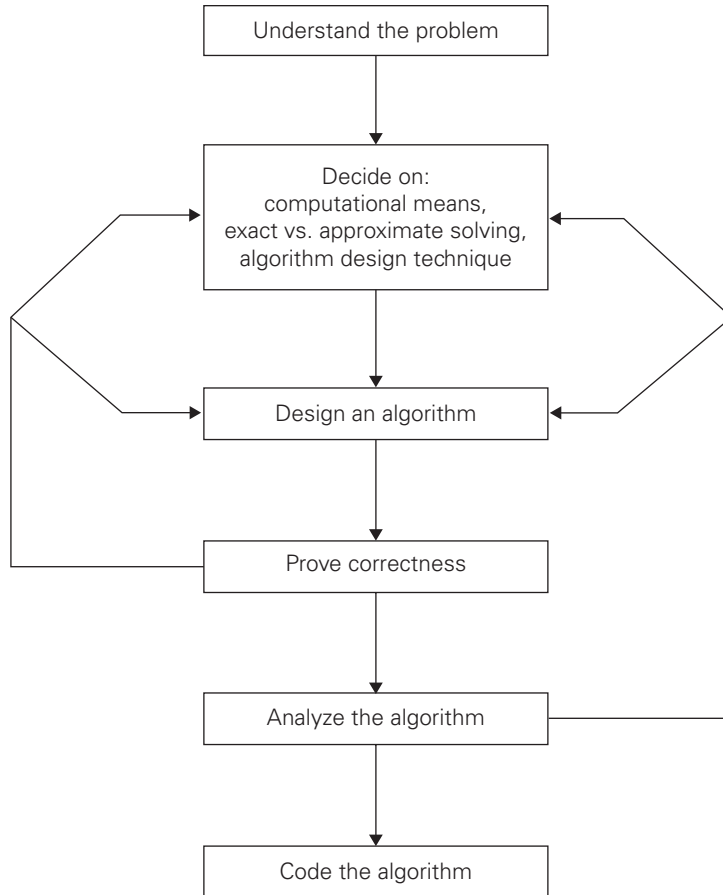 Understand the problem
Decide on:
computational means,
exact vs. approximate solving,
algorithm design technique
Design an algorithm
Prove correctness
Analyze the algorithm
Code the algorithm